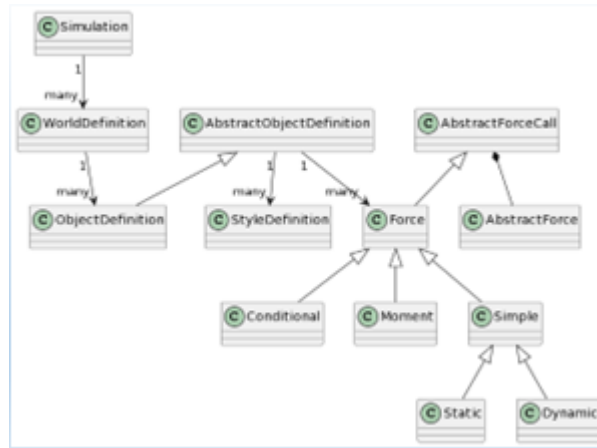 C Simulation
1
many
C WorldDefinition
C AbstractObjectDefinition
C AbstractForceCall
1
1
1
many
many
many
C ObjectDefinition
C StyleDefinition
C Force
C AbstractForce
C Conditional
C Moment
C Simple
C Static
C Dynamic